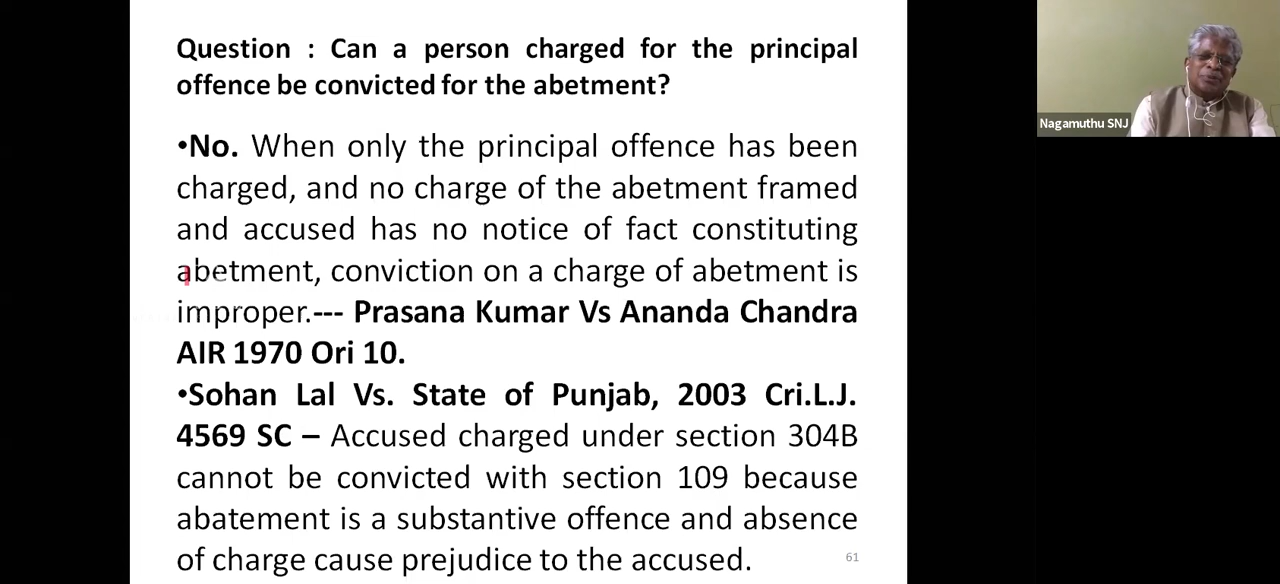 Question : Can a person charged for the principal
offence be convicted for the abetment?
•No. When only the principal offence has been
charged, and no charge of the abetment framed
and accused has no notice of fact constituting
abetment, conviction on a charge of abetment is
improper.--- Prasana Kumar Vs Ananda Chandra
AIR 1970 Ori 10.
•Sohan Lal Vs. State of Punjab, 2003 Cri.L.J.
4569 SC – Accused charged under section 304B
cannot be convicted with section 109 because
abatement is a substantive offence and absence
of charge cause prejudice to the accused.
61
Nagamuthu SNJ